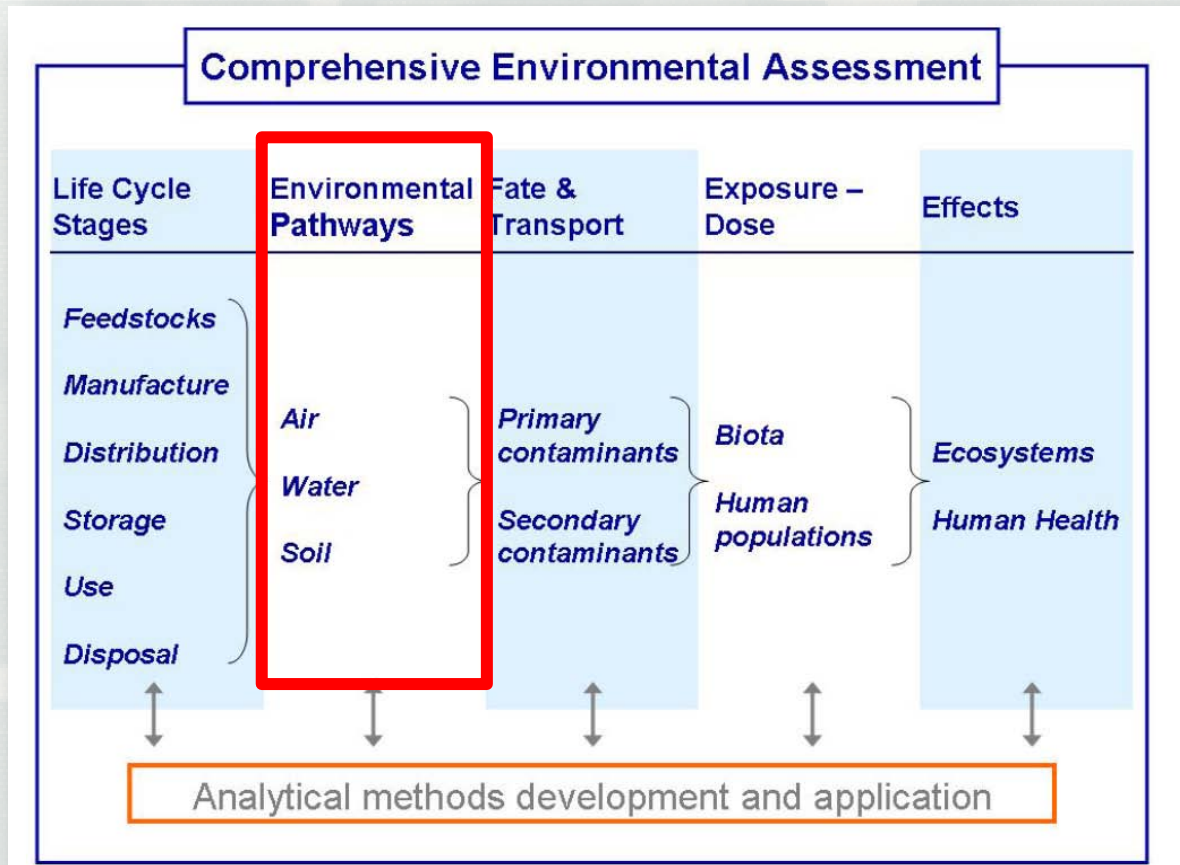 Comprehensive Environmental Assessment
Life Cycle
Stages
Environmental
Pathways
Fate &
Transport
Exposure –
Dose
Effects
Feedstocks
Manufacture
Distribution
Storage
Use
Disposal
Air
Water
Soil
Primary
contaminants
Secondary
contaminants
Biota
Human
populations
Ecosystems
Human Health
Analytical methods development and application